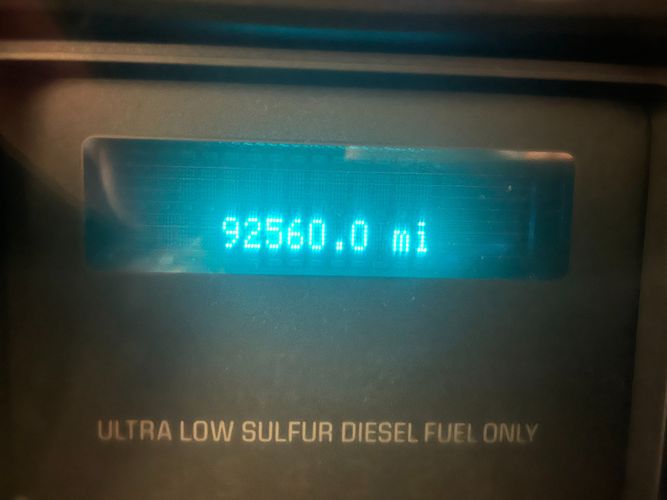 92560.0 mi
ULTRA LOW SULFUR DIESEL FUEL ONLY